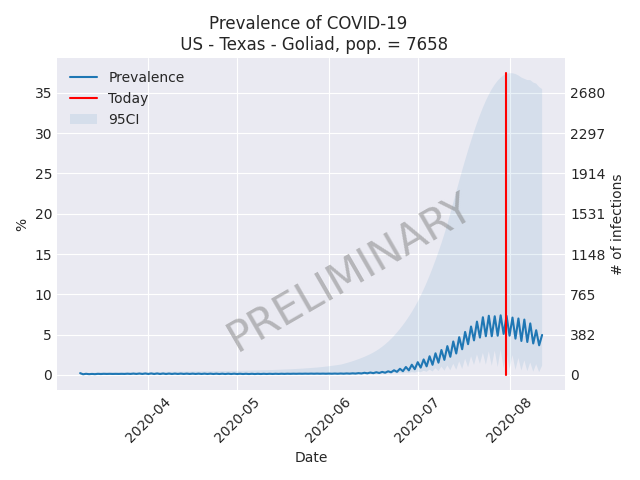 Prevalence of COVID-19
US - Texas - Goliad, pop. = 7658
Prevalence
Today
95CI
PRELIMINARY
%
35
30
25
20
15
10
5
0
# of infections
2680
2297
1914
1531
1148
765
382
0
2020-04
2020-05
2020-06
2020-07
2020-08
Date